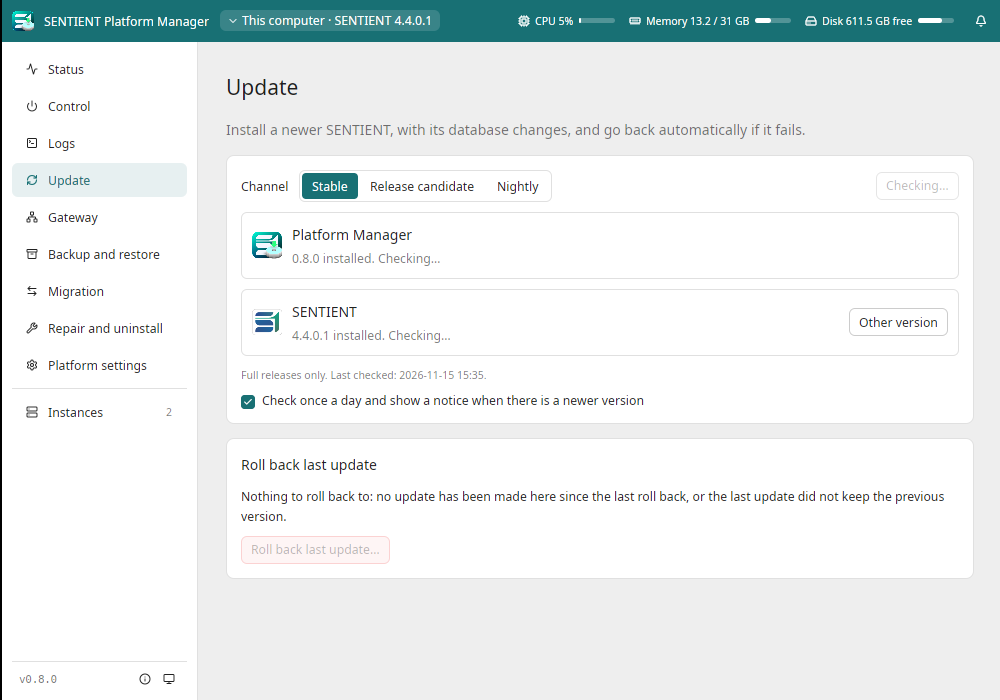 SENTIENT Platform Manager
This computer · SENTIENT 4.4.0.1
CPU 5%
Memory 13.2 / 31 GB
Disk 611.5 GB free
Status
Control
Logs
Update
Gateway
Backup and restore
Migration
Repair and uninstall
Platform settings
Instances 2
v0.8.0
Update
Install a newer SENTIENT, with its database changes, and go back automatically if it fails.
Channel Stable Release candidate Nightly Checking...
Platform Manager
0.8.0 installed. Checking...
SENTIENT
4.4.0.1 installed. Checking...
Other version
Full releases only. Last checked: 2026-11-15 15:35.
Check once a day and show a notice when there is a newer version
Roll back last update
Nothing to roll back to: no update has been made here since the last roll back, or the last update did not keep the previous
version.
Roll back last update...